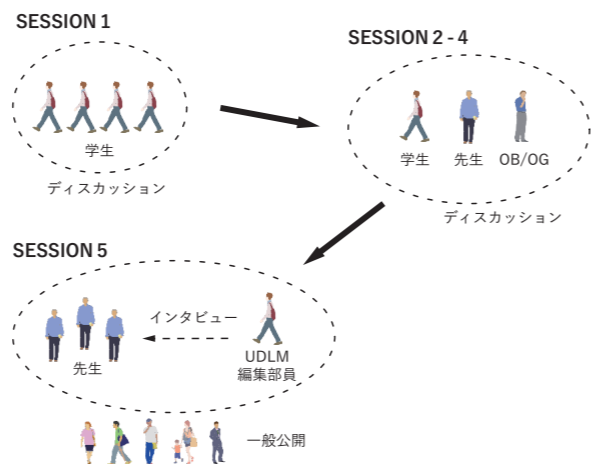 SESSION 1
学生
ディスカッション
SESSION 2 - 4
学生
先生
OB/OG
ディスカッション
SESSION 5
先生
インタビュー
UDLM
編集部員
一般公開